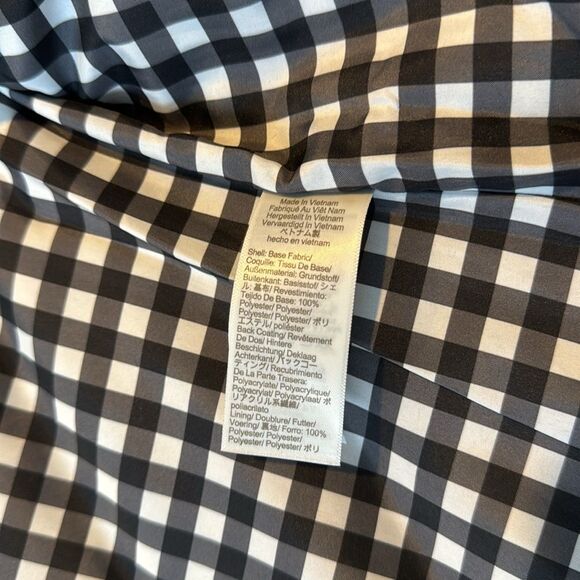 Made In Vietnam
Fabriqué Au Viêt Nam
Hergestellt in Vietnam
Vervaardigd in Vietnam
ベトナム製
hecho en vietnam
Shell: Base Fabric/
Coquille: Tissu De Base/
Außenmaterial: Grundstoff/
Buitenkant: Basisstof/ シェ
ル: 基布/ Revestimiento:
Tejido De Base: 100%
Polyester/ Polyester/
Polyester/ Polyester/ ポリ
エステル/ poliéster
Back Coating/ Revêtement
De Dos/ Hintere
Beschichtung/ Deklaag
Achterkant/ バックコー
ティング/ Recubrimiento
De La Parte Trasera:
Polyacrylate/ Polyacrylique/
Polyacrylat/ Polyacrylaat/ ポ
リアクリル系繊維/
poliacrilato
Lining/ Doublure/ Futter/
Voering/ 裏地/ Forro: 100%
Polyester/ Polyester/
Polyester/ Polyester/ ポリ